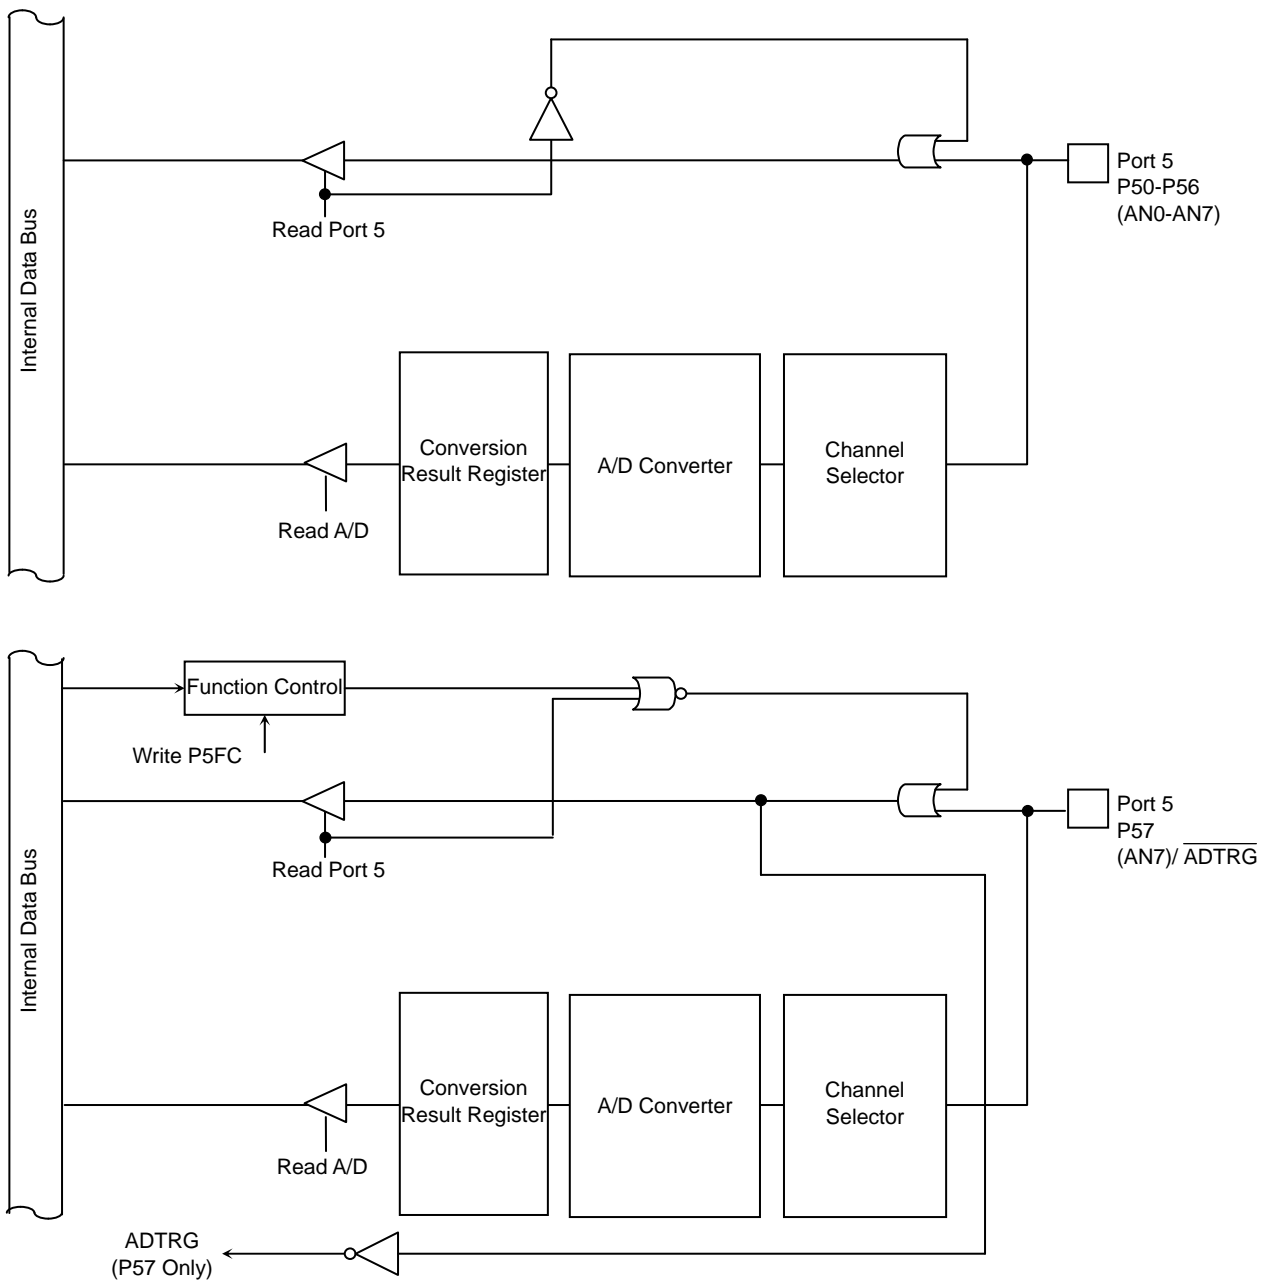 Internal Data Bus
Read Port 5
Port 5
P50-P56
(AN0-AN7)
Conversion
Result Register
A/D Converter
Channel
Selector
Read A/D
Internal Data Bus
Function Control
Write P5FC
Read Port 5
Port 5
P57
(AN7)/ ADTRG
Conversion
Result Register
A/D Converter
Channel
Selector
Read A/D
ADTRG
(P57 Only)